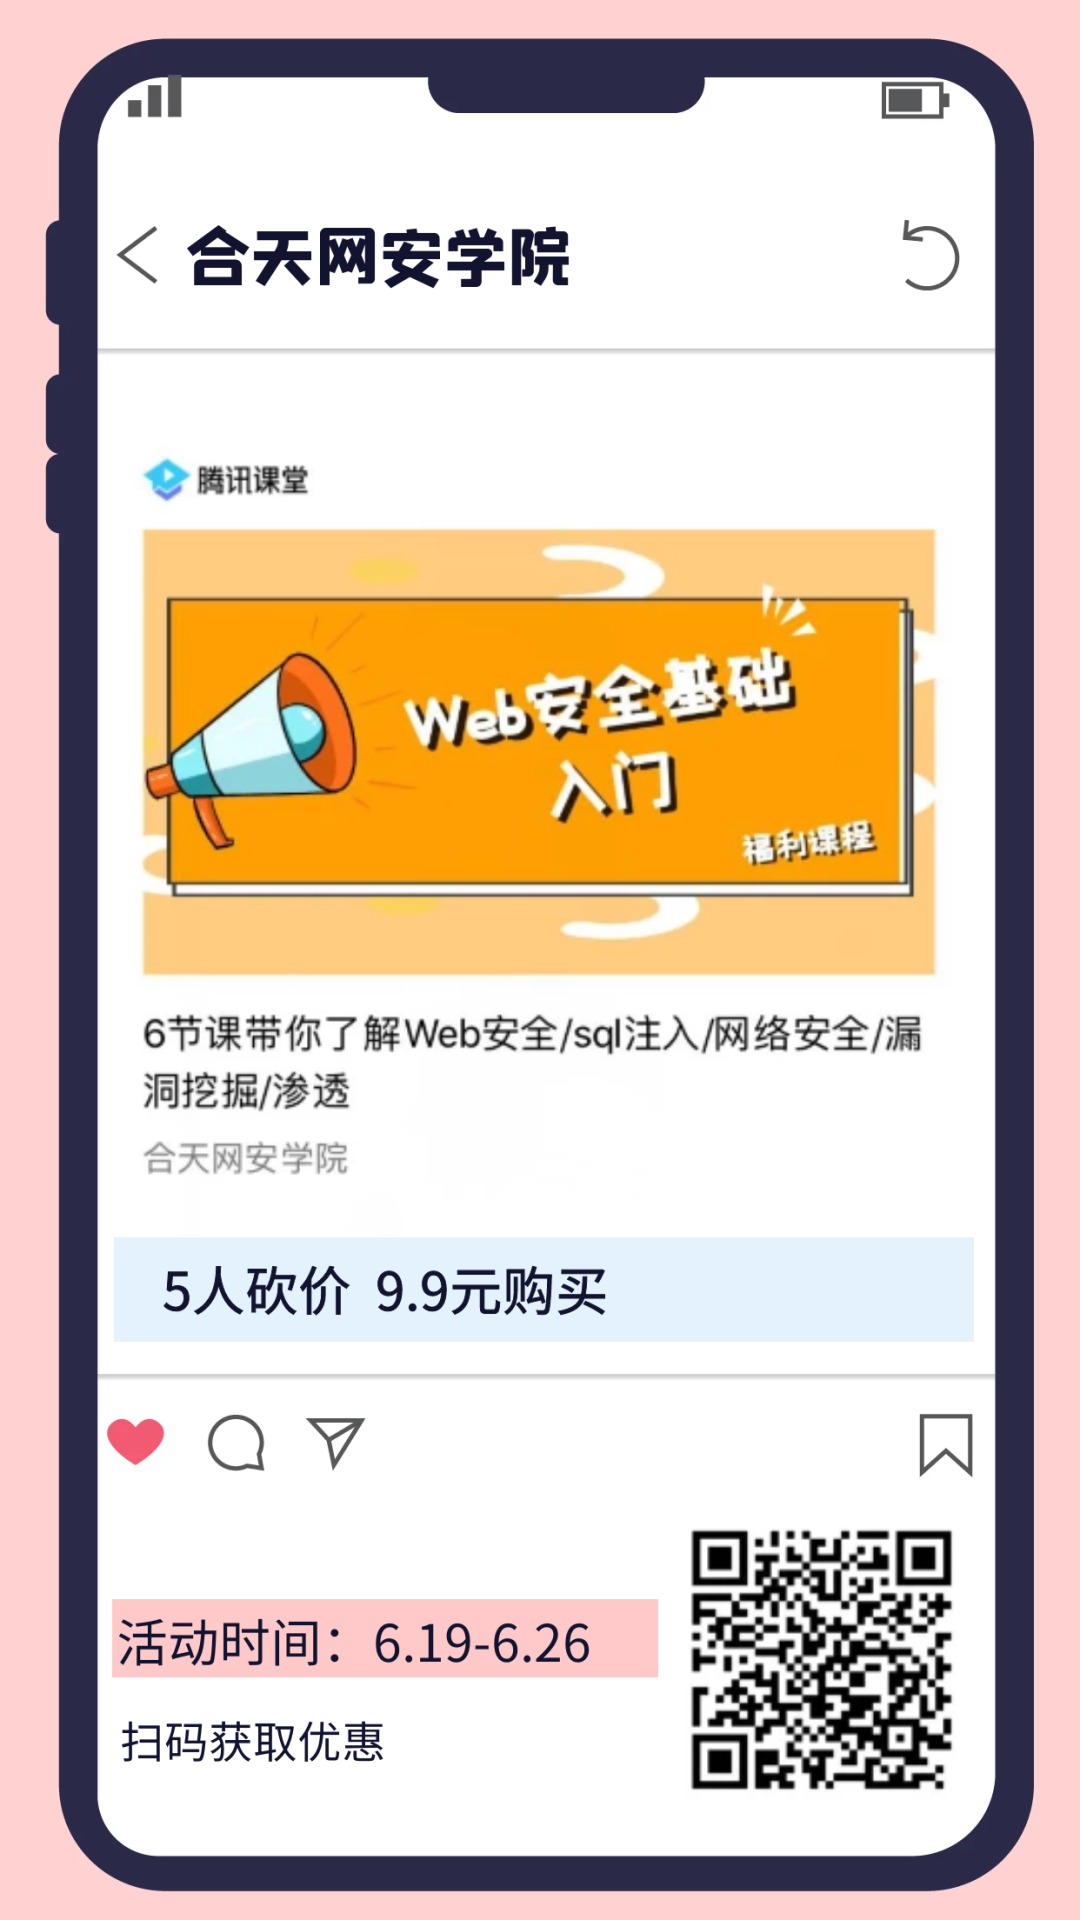 合天网安学院
腾讯课堂
Web安全基础
入门
福利课程
6节课带你了解Web安全/sql注入/网络安全/漏
洞挖掘/渗透
合天网安学院
5人砍价 9.9元购买
活动时间：6.19-6.26
扫码获取优惠